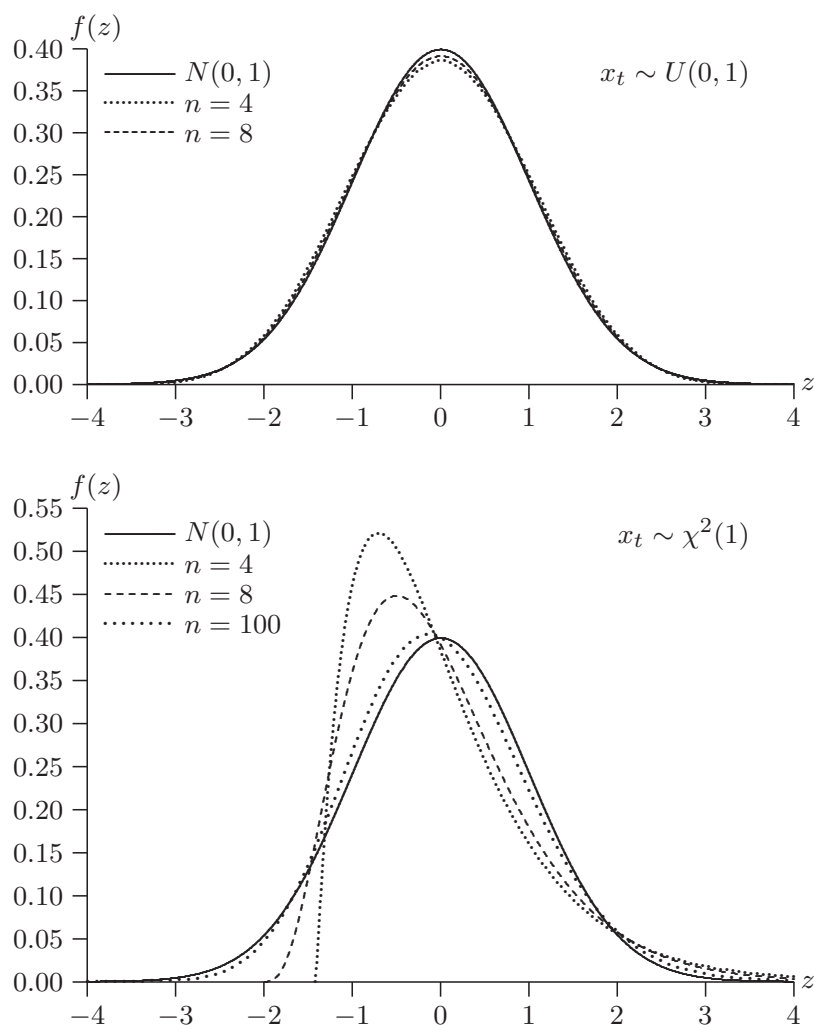 f(z)
0.40
0.35
0.30
0.25
0.20
0.15
0.10
0.05
0.00
N(0, 1)
n = 4
n = 8
x_t ∼ U(0, 1)
−4 −3 −2 −1 0 1 2 3 4 z
f(z)
0.55
0.50
0.45
0.40
0.35
0.30
0.25
0.20
0.15
0.10
0.05
0.00
N(0, 1)
n = 4
n = 8
n = 100
x_t ∼ χ²(1)
−4 −3 −2 −1 0 1 2 3 4 z